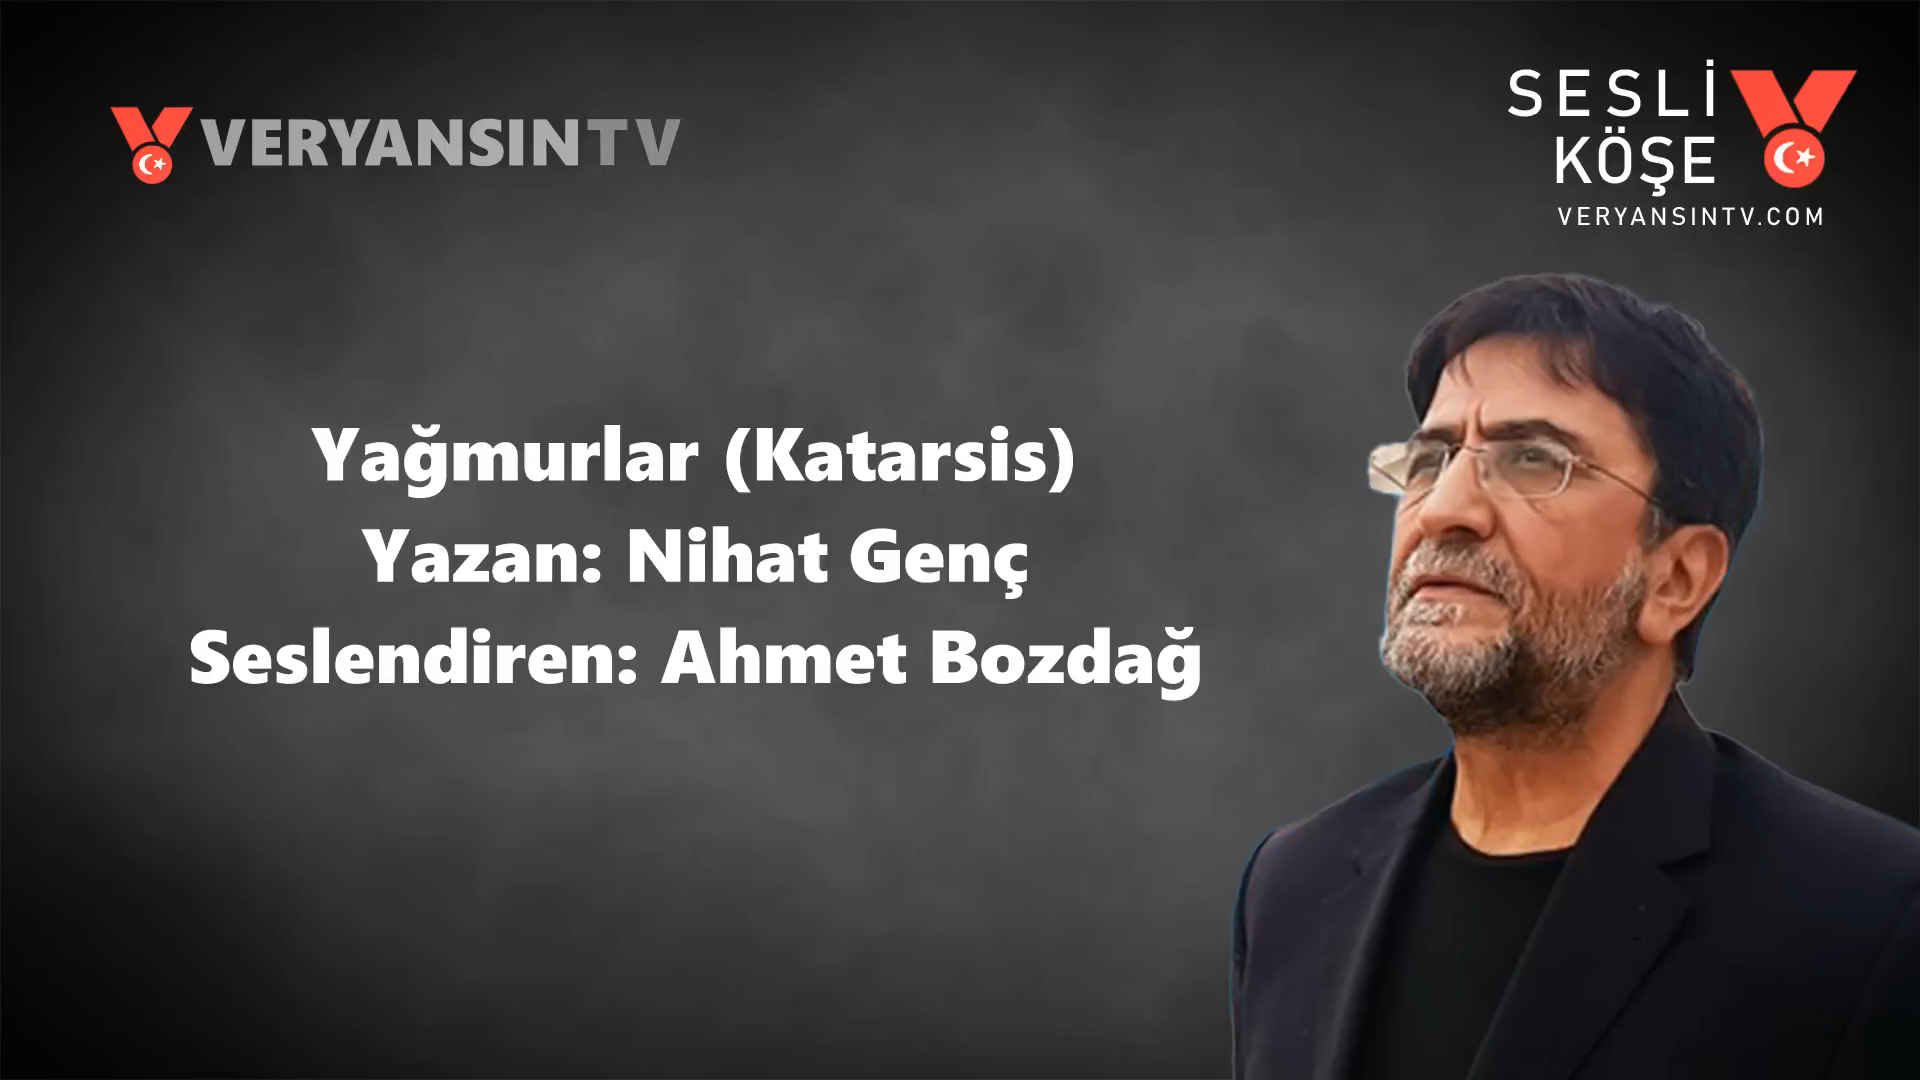 VERYANSINTV
SESLİ
KÖŞE
VERYANSINTV.COM
Yağmurlar (Katarsis)
Yazan: Nihat Genç
Seslendiren: Ahmet Bozdağ